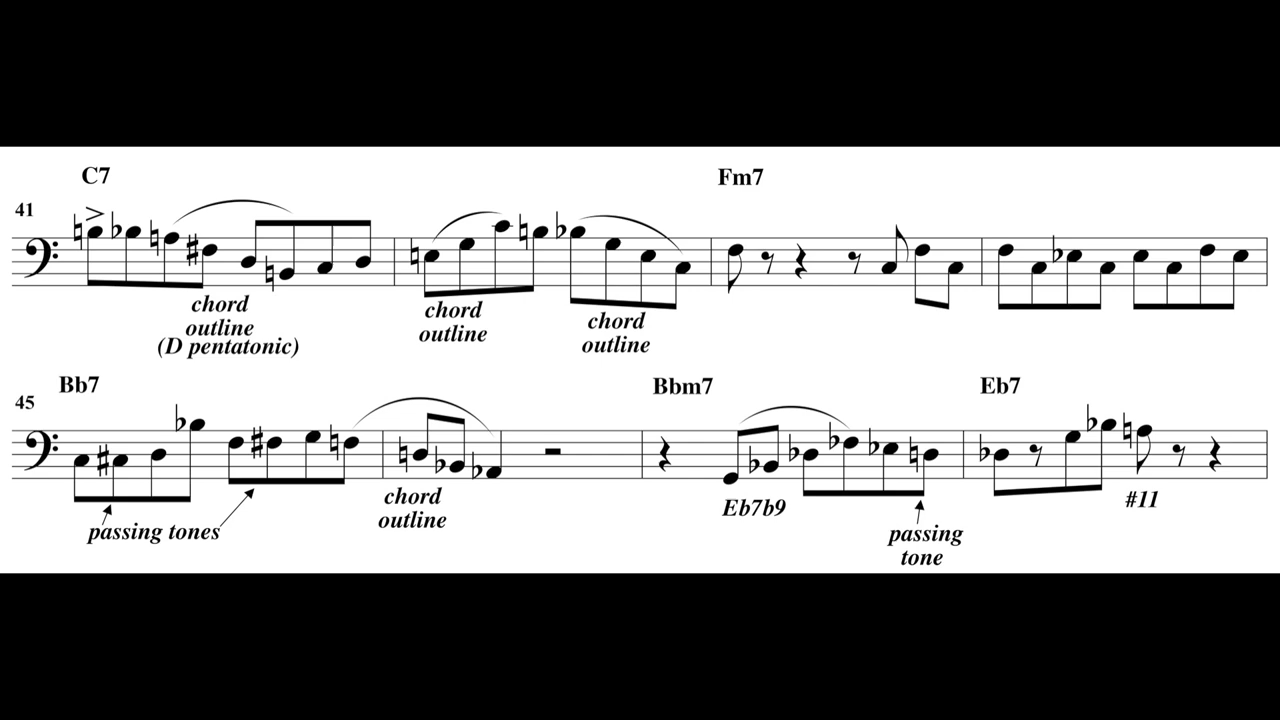 C7 Fm7
41
chord
outline
(D pentatonic)
chord
outline
chord
outline
Bb7 Bbm7 Eb7
45
passing tones
chord
outline
Eb7b9
passing
tone
#11